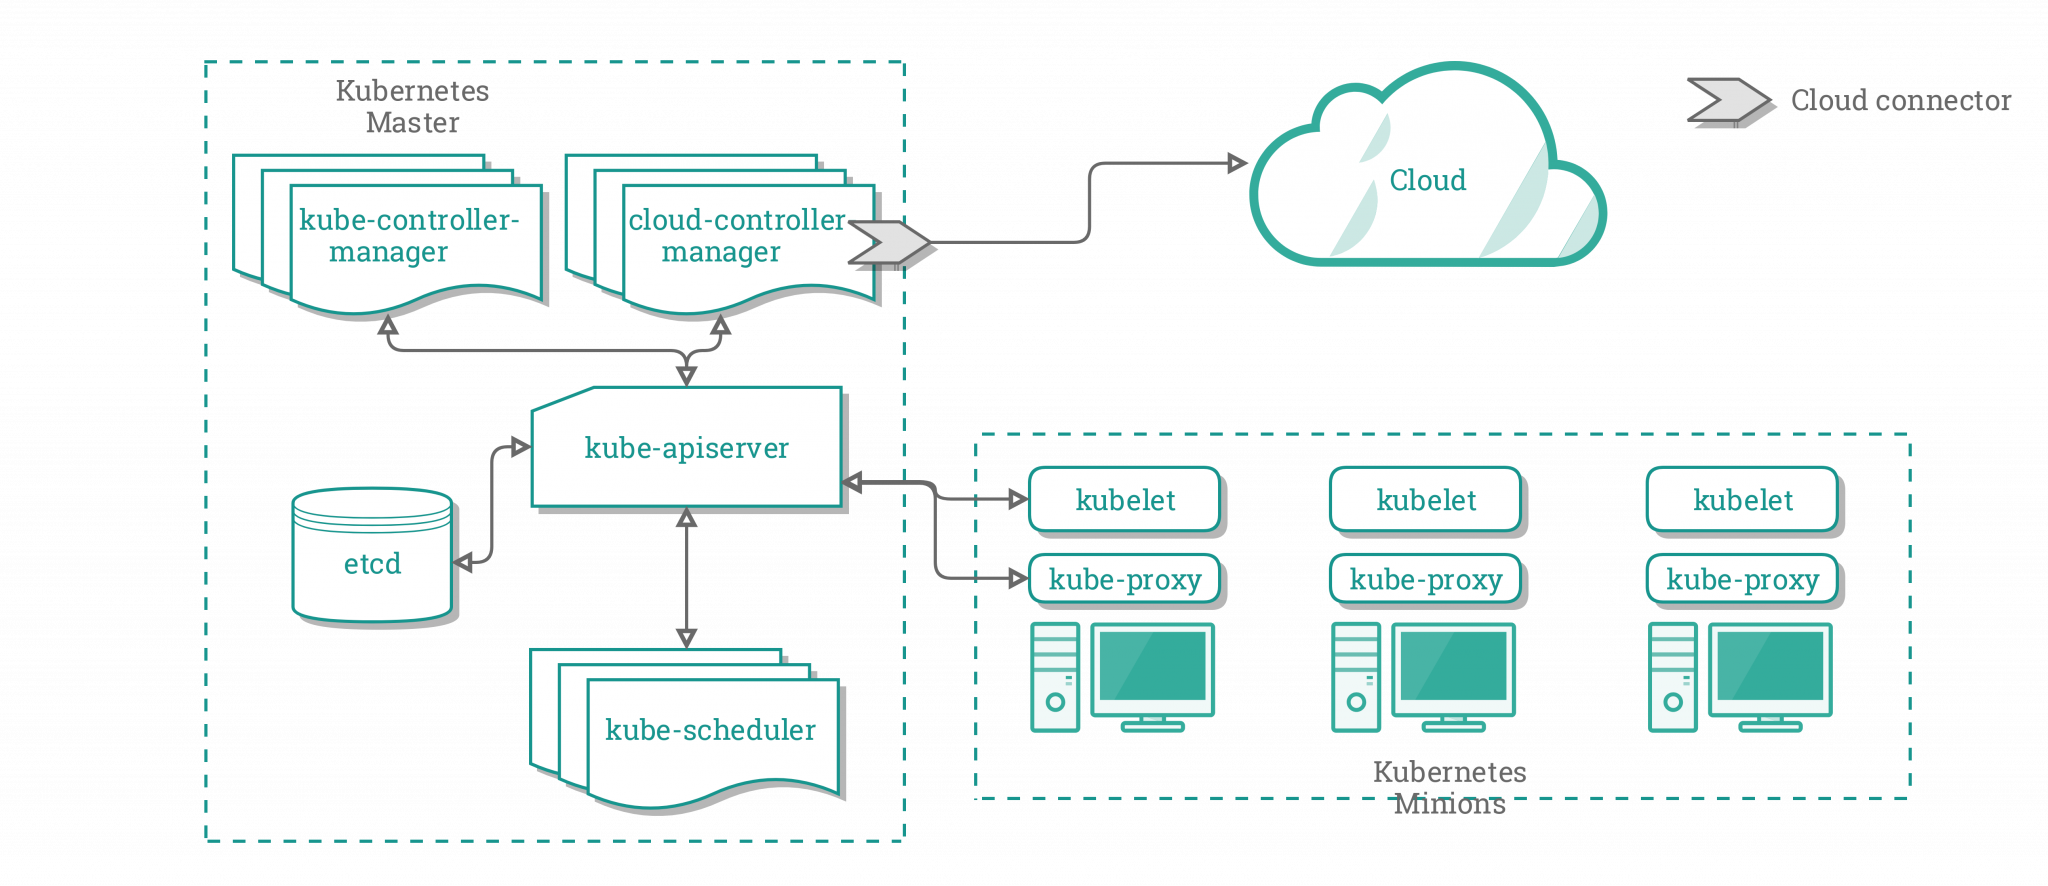 Kubernetes
Master
kube-controller-
manager
cloud-controller
manager
Cloud
Cloud connector
kube-apiserver
etcd
kube-scheduler
kubelet
kubelet
kubelet
kube-proxy
kube-proxy
kube-proxy
Kubernetes
Minions